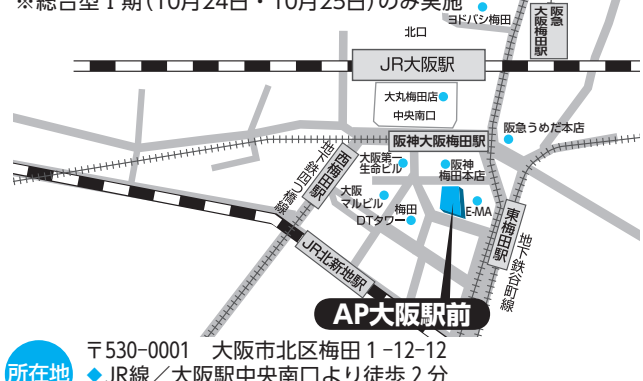 ※総合型Ⅰ期(10月24日・10月25日)のみ実施
ヨドバシ梅田
阪急
大阪梅田駅
北口
JR大阪駅
大丸梅田店
中央南口
阪神大阪梅田駅
阪急うめだ本店
西梅田駅
地下鉄四つ橋線
大阪第一
生命ビル
阪神
梅田本店
大阪
マルビル
梅田
DTタワー
E-MA
東梅田駅
地下鉄谷町線
JR北新地駅
AP大阪駅前
所在地
〒530-0001 大阪市北区梅田1-12-12
◆JR線／大阪駅中央南口より徒歩2分